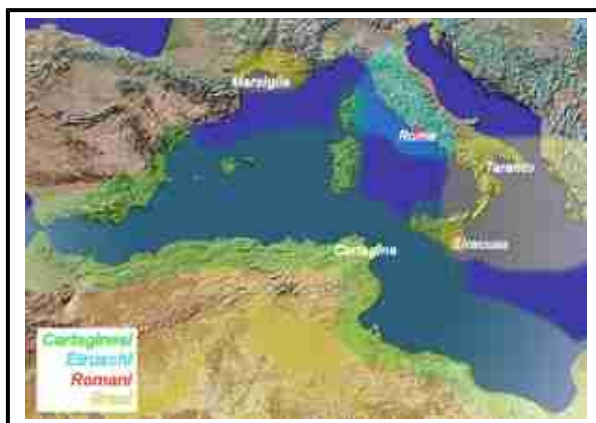 Marsiglia
Roma
Taranto
Siracusa
Cartagine
Cartaginesi
Etruschi
Romani
Greci